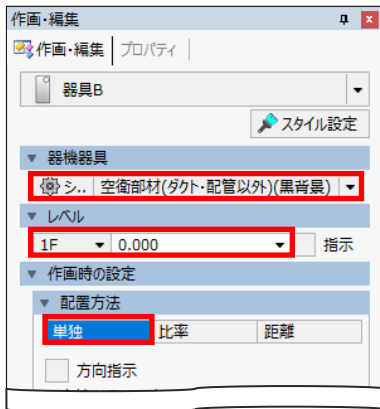 作画・編集
作画・編集 プロパティ
器具B
スタイル設定
器機器具
シ.. 空衛部材(ダクト・配管以外)(黒背景)
レベル
1F 0.000 指示
作画時の設定
配置方法
単独 比率 距離
方向指示